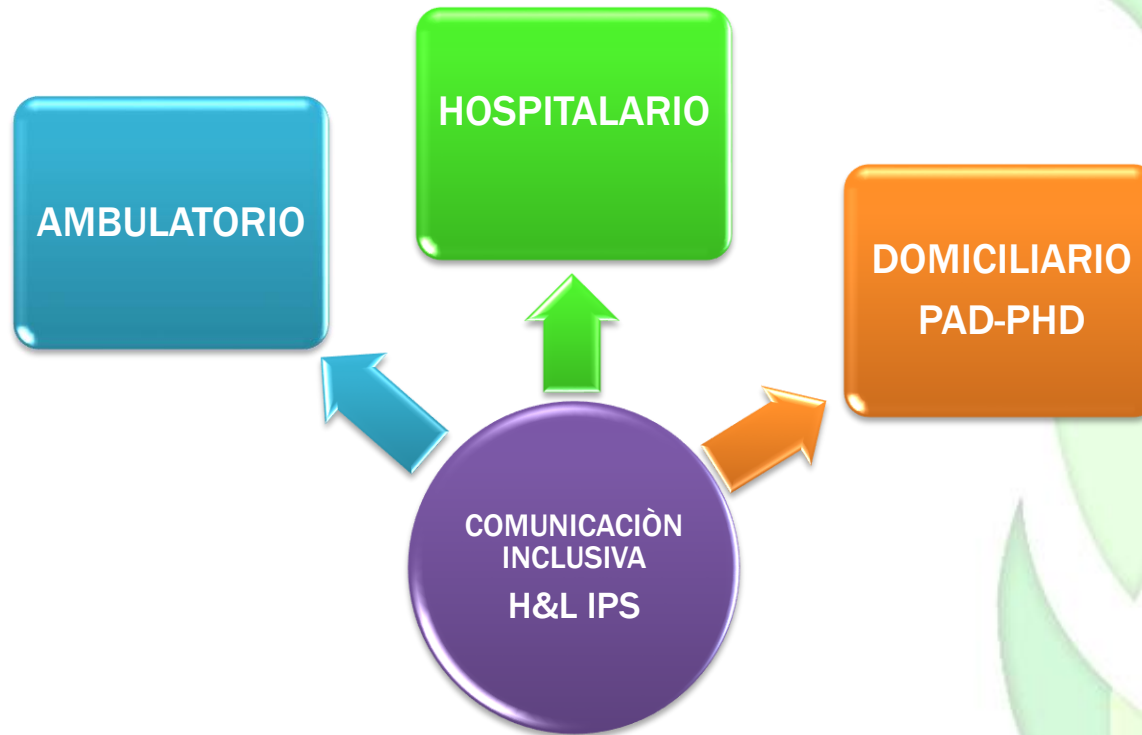 AMBULATORIO
HOSPITALARIO
DOMICILIARIO
PAD-PHD
COMUNICACIÒN
INCLUSIVA
H&L IPS